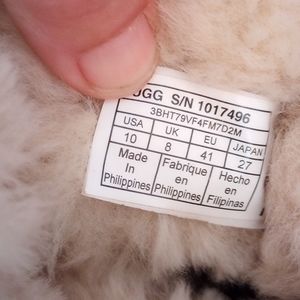 UGG S/N 1017496
3BHT79VF4FM7D2M
USA UK EU JAPAN
10 8 41 27
Made Fabrique Hecho
in en en
Philippines Philippines Filipinas